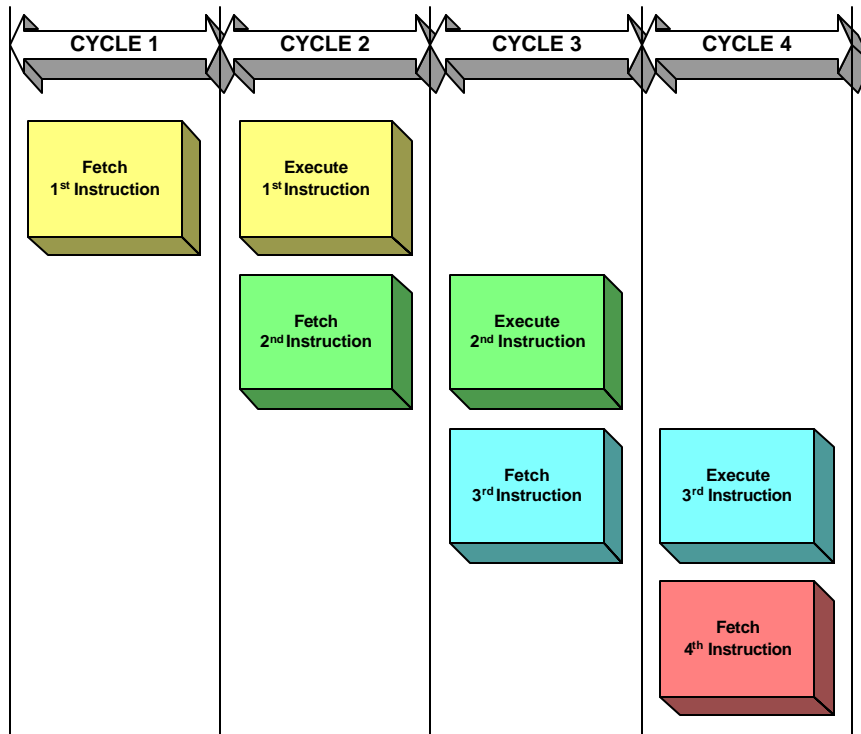 CYCLE 1
CYCLE 2
CYCLE 3
CYCLE 4
Fetch
1st Instruction
Execute
1st Instruction
Fetch
2nd Instruction
Execute
2nd Instruction
Fetch
3rd Instruction
Execute
3rd Instruction
Fetch
4th Instruction